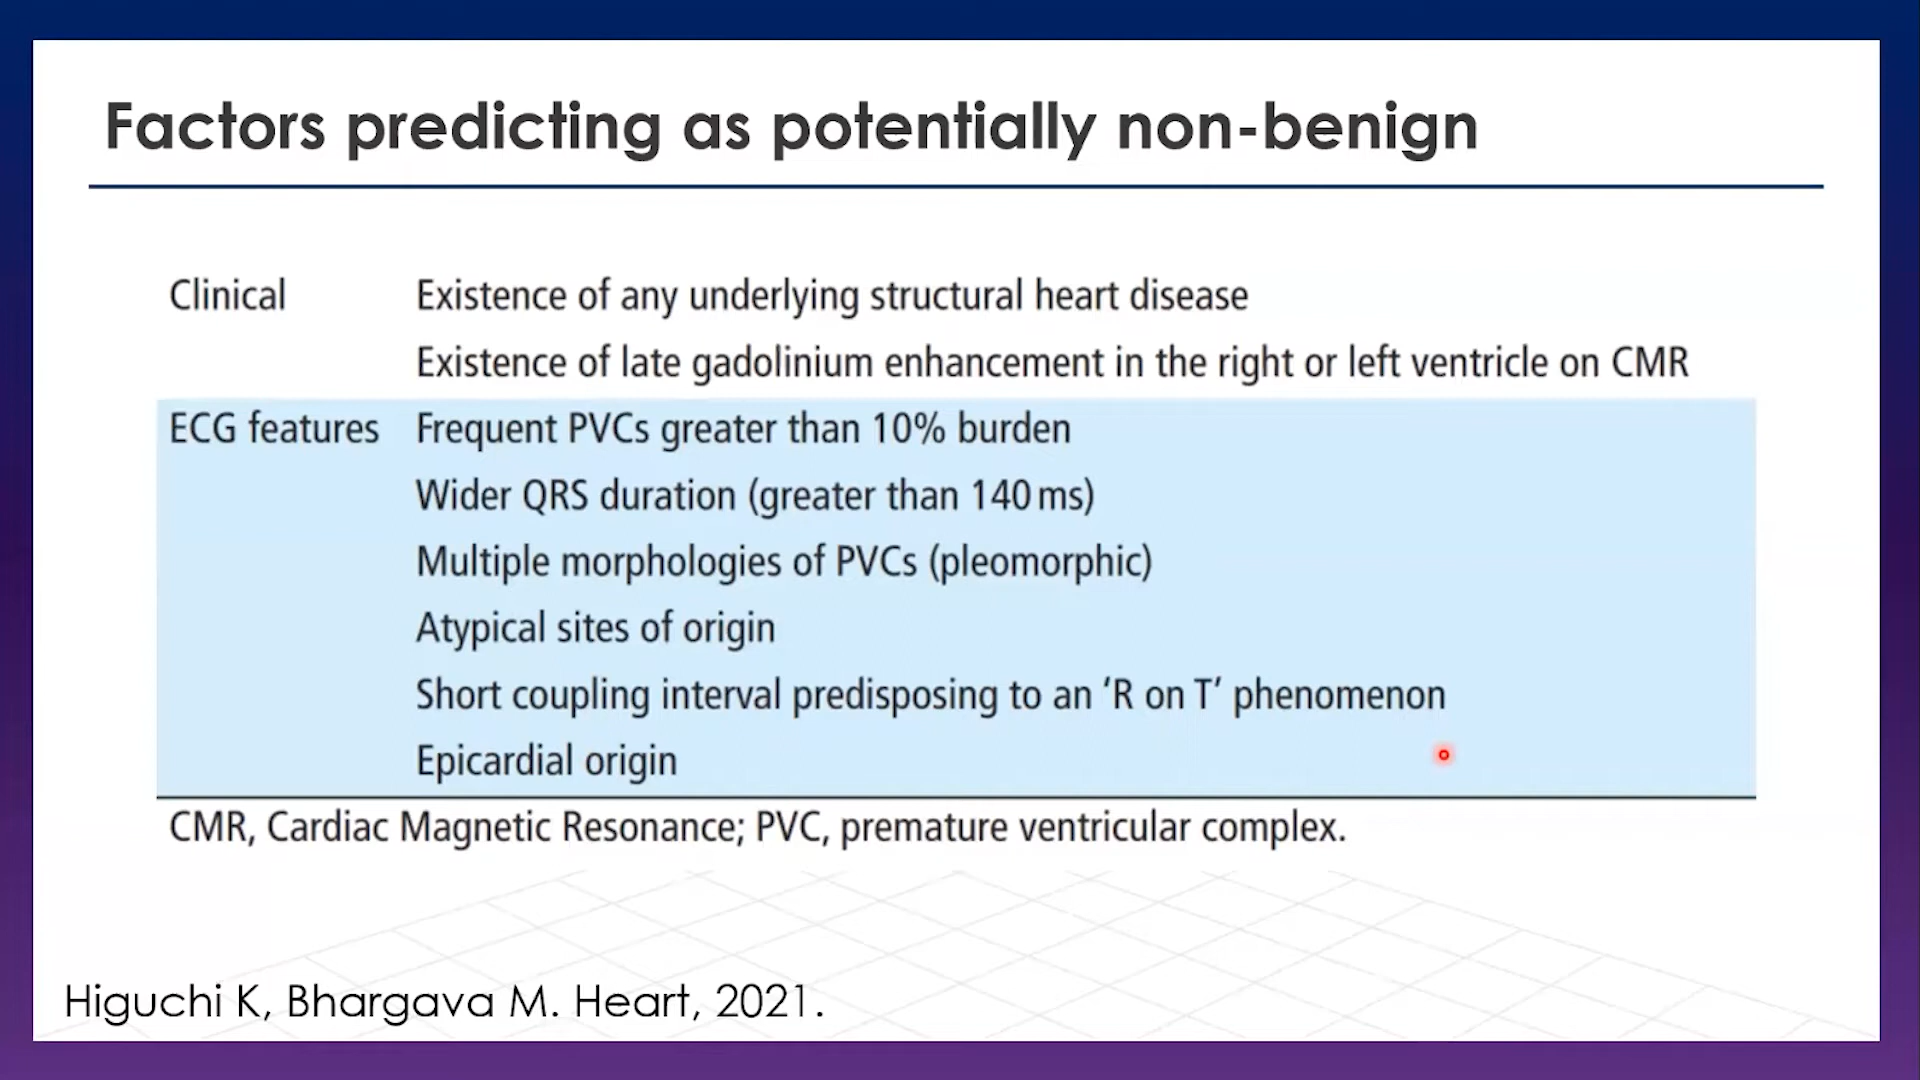 Factors predicting as potentially non-benign
Clinical Existence of any underlying structural heart disease
Existence of late gadolinium enhancement in the right or left ventricle on CMR
ECG features Frequent PVCs greater than 10% burden
Wider QRS duration (greater than 140 ms)
Multiple morphologies of PVCs (pleomorphic)
Atypical sites of origin
Short coupling interval predisposing to an ‘R on T’ phenomenon
Epicardial origin
CMR, Cardiac Magnetic Resonance; PVC, premature ventricular complex.
Higuchi K, Bhargava M. Heart, 2021.